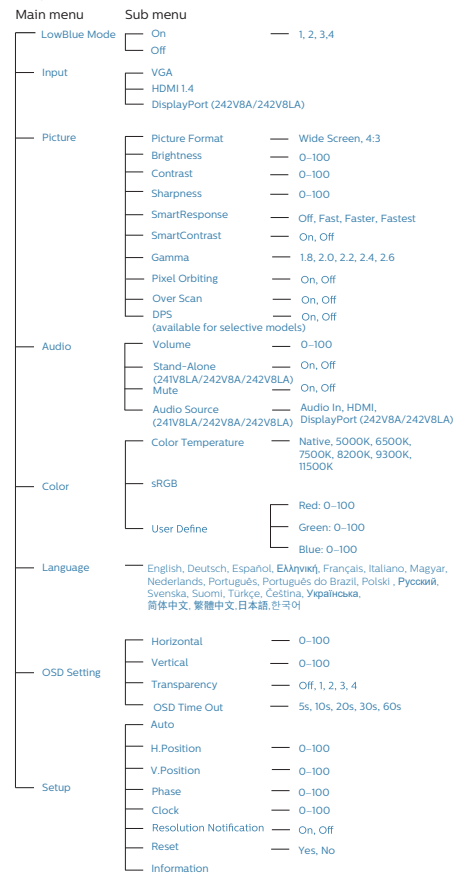 Main menu Sub menu
LowBlue Mode On 1, 2, 3,4
Off
Input VGA
HDMI 1.4
DisplayPort (242V8A/242V8LA)
Picture Picture Format Wide Screen, 4:3
Brightness 0–100
Contrast 0–100
Sharpness 0–100
SmartResponse Off, Fast, Faster, Fastest
SmartContrast On, Off
Gamma 1.8, 2.0, 2.2, 2.4, 2.6
Pixel Orbiting On, Off
Over Scan On, Off
DPS On, Off
(available for selective models)
Audio Volume 0–100
Stand-Alone On, Off
(241V8LA/242V8A/242V8LA)
Mute On, Off
Audio Source Audio In, HDMI,
(241V8LA/242V8A/242V8LA) DisplayPort (242V8A/242V8LA)
Color Temperature Native, 5000K, 6500K,
7500K, 8200K, 9300K,
11500K
Color sRGB
Red: 0–100
User Define Green: 0–100
Blue: 0–100
Language English, Deutsch, Español, Ελληνική, Français, Italiano, Magyar,
Nederlands, Português, Português do Brazil, Polski , Русский,
Svenska, Suomi, Türkçe, Čeština, Українська,
简体中文, 繁體中文,日本語,한국어
Horizontal 0–100
Vertical 0–100
OSD Setting Transparency Off, 1, 2, 3, 4
OSD Time Out 5s, 10s, 20s, 30s, 60s
Auto
H.Position 0–100
V.Position 0–100
Setup Phase 0–100
Clock 0–100
Resolution Notification On, Off
Reset Yes, No
Information